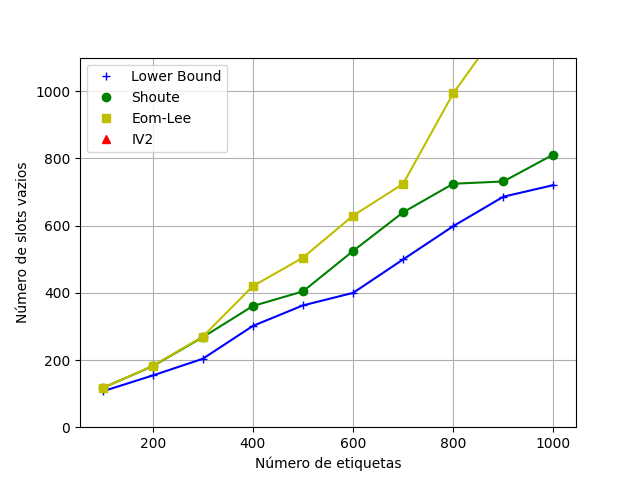 Lower Bound
Shoute
Eom-Lee
IV2
1000
800
600
400
200
0
Número de slots vazios
200 400 600 800 1000
Número de etiquetas